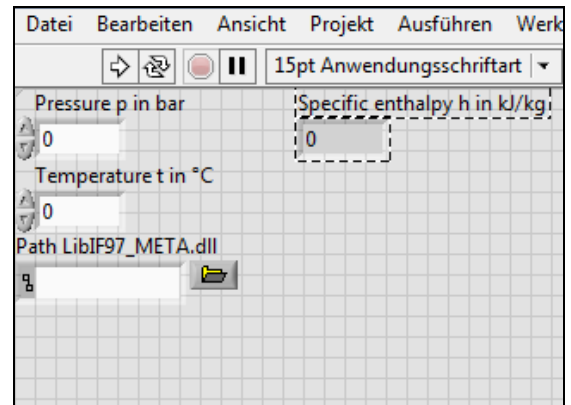 Datei Bearbeiten Ansicht Projekt Ausführen Werk
15pt Anwendungsschriftart
Pressure p in bar
0
Specific enthalpy h in kJ/kg
0
Temperature t in °C
0
Path LibIF97_META.dll